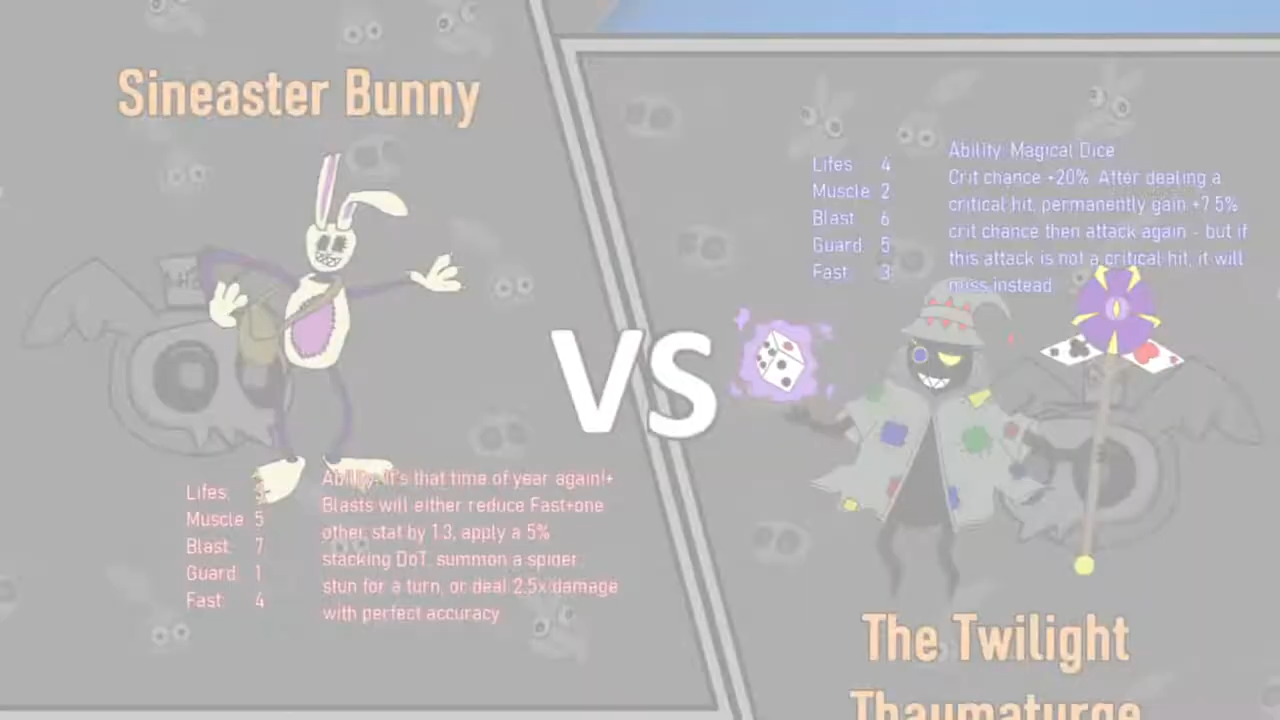 Sineaster Bunny
Lifes
Muscle 5
Blast 7
Guard 1
Fast 4
Ability: It's that time of year again!+
Blasts will either reduce Fast+one
other stat by 1.3, apply a 5%
stacking DoT, summon a spider,
stun for a turn, or deal 2.5x damage
with perfect accuracy
VS
Lifes 4
Muscle 2
Blast 6
Guard 5
Fast 3
Ability: Magical Dice
Crit chance +20%. After dealing a
critical hit, permanently gain +7.5%
crit chance then attack again - but if
this attack is not a critical hit, it will
miss instead
The Twilight
Thaumaturge